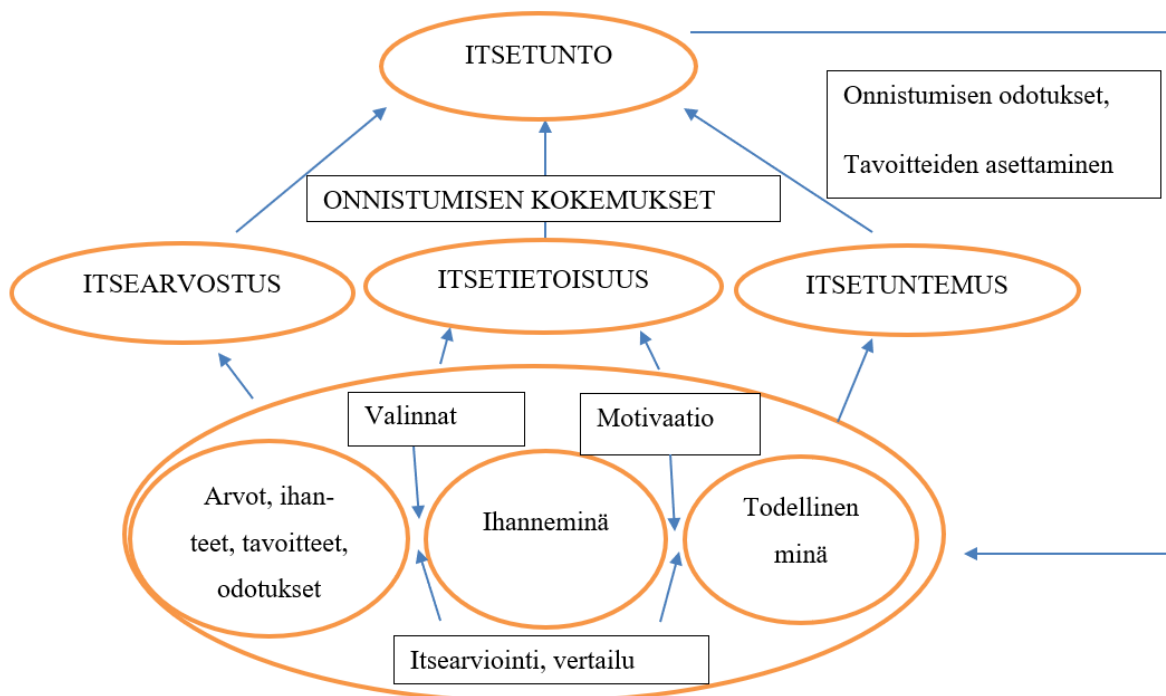 ITSETUNTO
Onnistumisen odotukset,
Tavoitteiden asettaminen
ONNISTUMISEN KOKEMUKSET
ITSEARVOSTUS
ITSETIETOISUUS
ITSETUNTEMUS
Valinnat
Motivaatio
Arvot, ihan-
teet, tavoitteet,
odotukset
Ihanneminä
Todellinen
minä
Itsearviointi, vertailu